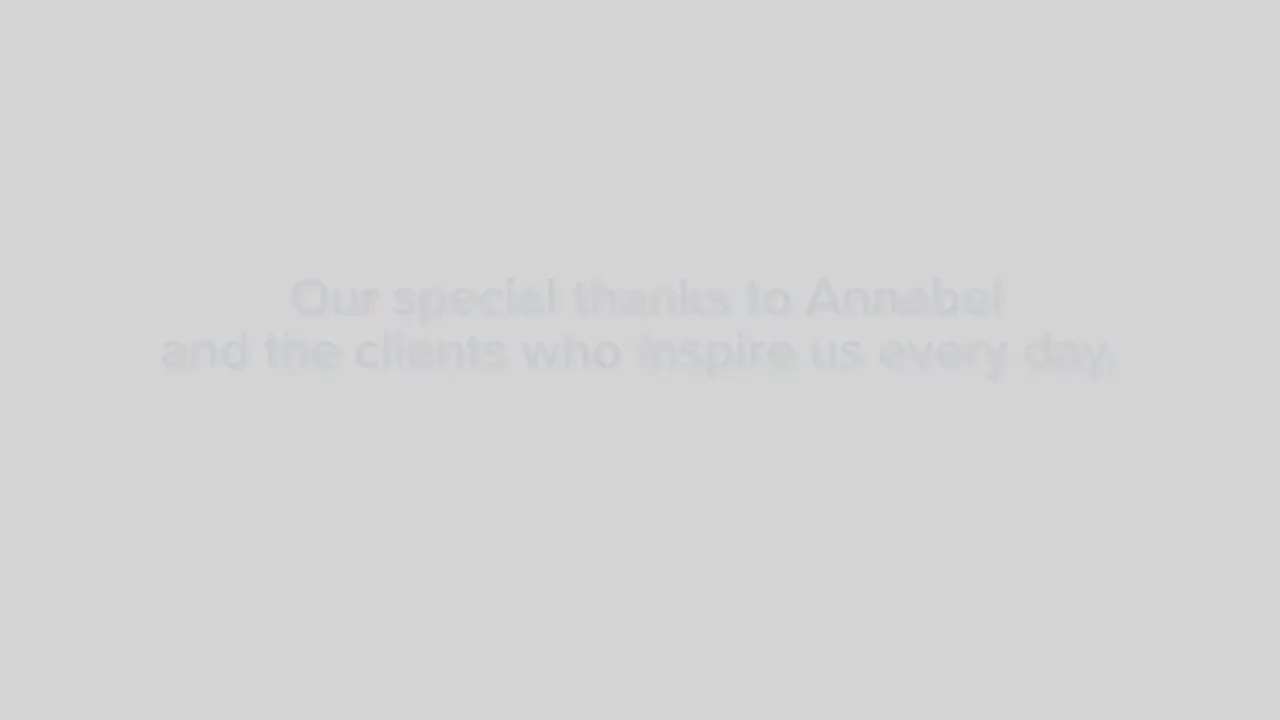 Our special thanks to Annabel
and the clients who inspire us every day.